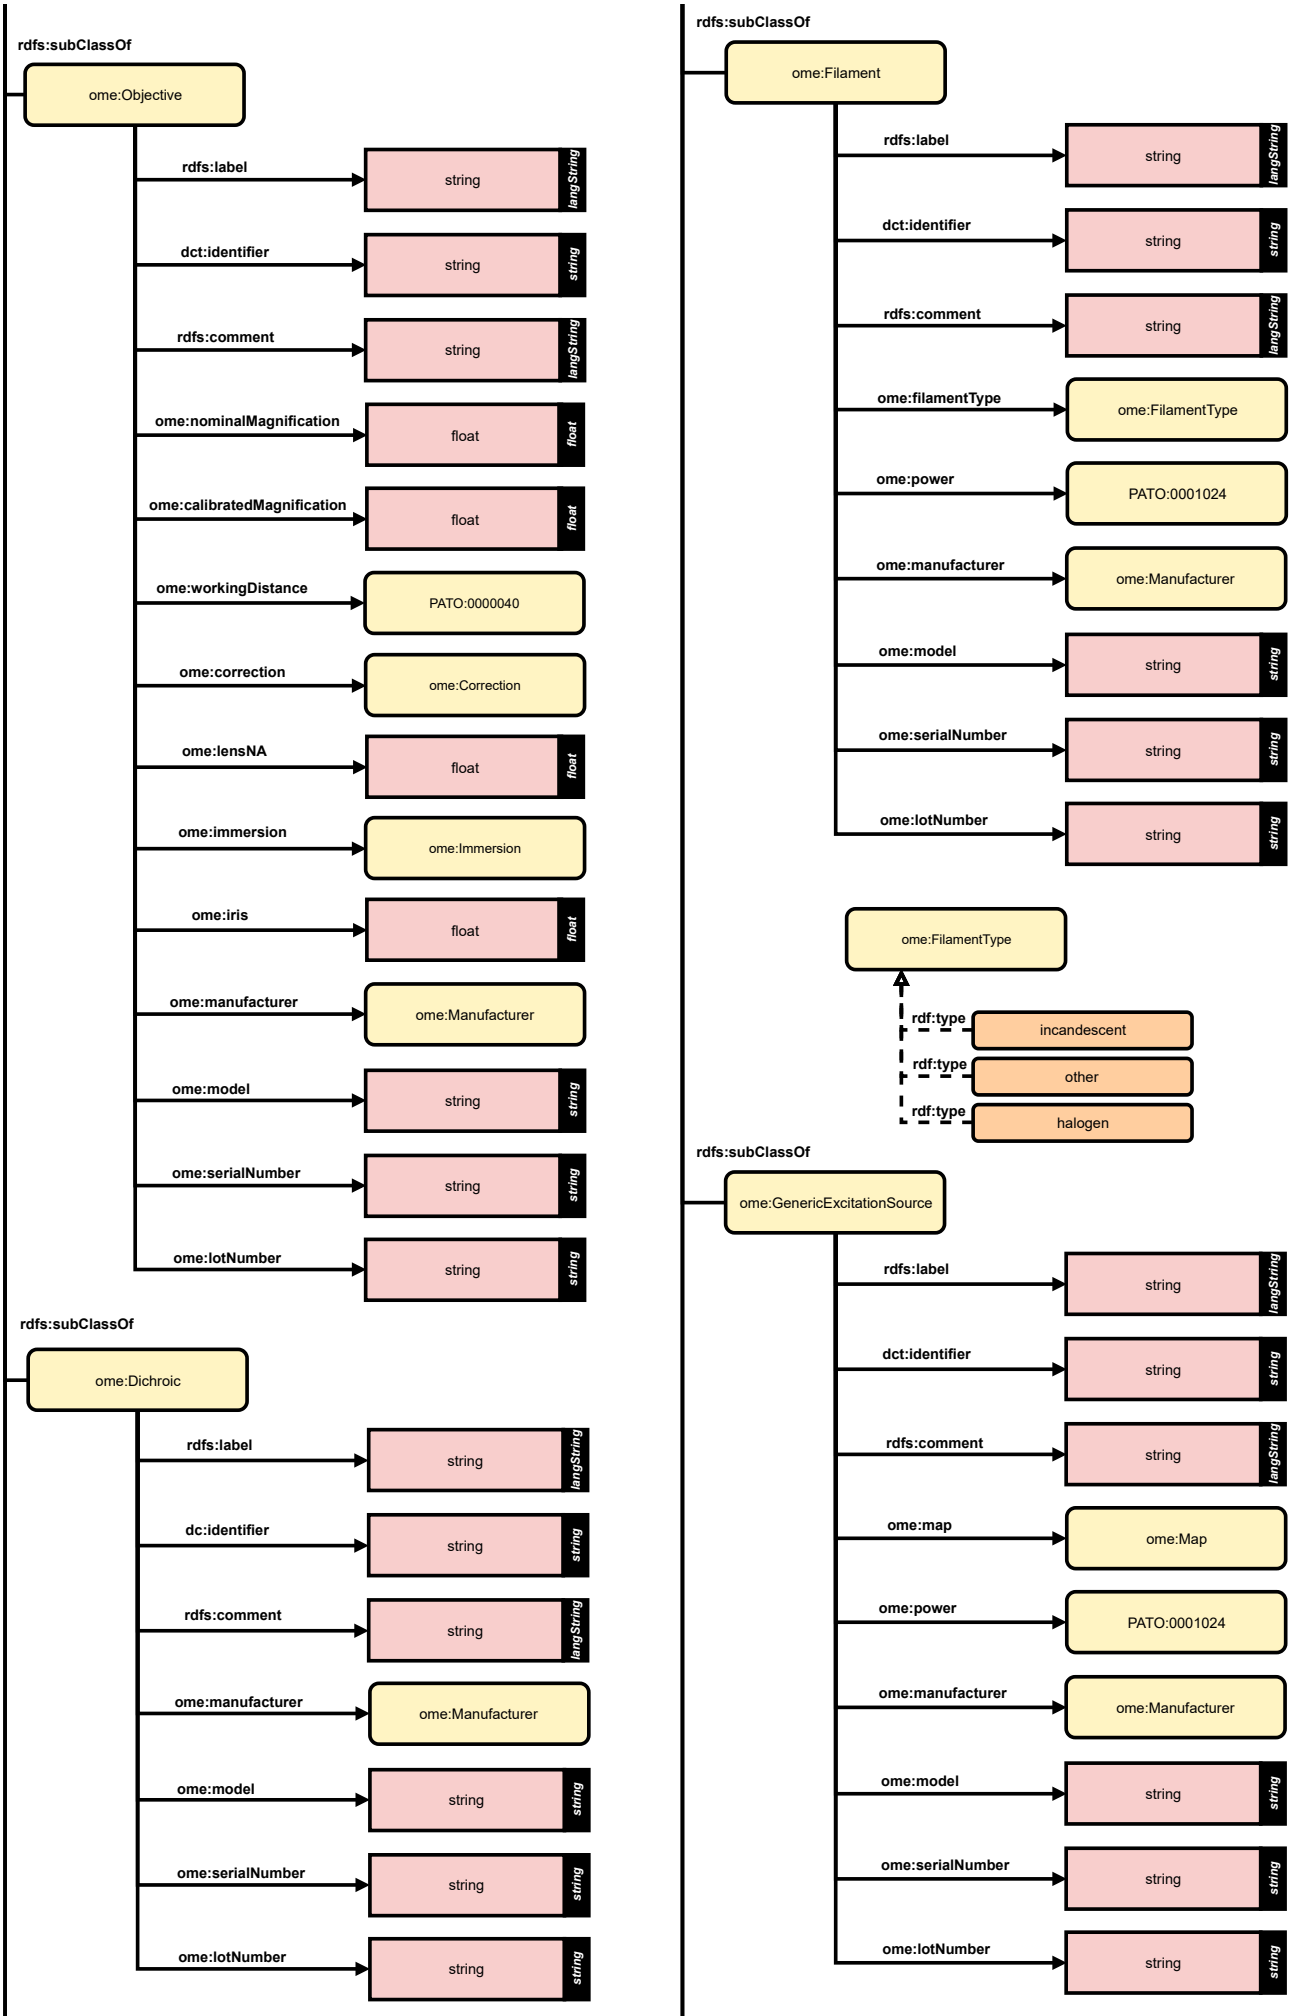 rdfs:subClassOf
ome:Objective
rdfs:label
string
langString
dct:identifier
string
string
rdfs:comment
string
langString
ome:nominalMagnification
float
float
ome:calibratedMagnification
float
float
ome:workingDistance
PATO:0000040
ome:correction
ome:Correction
ome:lensNA
float
float
ome:immersion
ome:Immersion
ome:iris
float
float
ome:manufacturer
ome:Manufacturer
ome:model
string
string
ome:serialNumber
string
string
ome:lotNumber
string
string
rdfs:subClassOf
ome:Dichroic
rdfs:label
string
langString
dc:identifier
string
string
rdfs:comment
string
langString
ome:manufacturer
ome:Manufacturer
ome:model
string
string
ome:serialNumber
string
string
ome:lotNumber
string
string
rdfs:subClassOf
ome:Filament
rdfs:label
string
langString
dct:identifier
string
string
rdfs:comment
string
langString
ome:filamentType
ome:FilamentType
ome:power
PATO:0001024
ome:manufacturer
ome:Manufacturer
ome:model
string
string
ome:serialNumber
string
string
ome:lotNumber
string
string
ome:FilamentType
rdf:type
incandescent
rdf:type
other
rdf:type
halogen
rdfs:subClassOf
ome:GenericExcitationSource
rdfs:label
string
langString
dct:identifier
string
string
rdfs:comment
string
langString
ome:map
ome:Map
ome:power
PATO:0001024
ome:manufacturer
ome:Manufacturer
ome:model
string
string
ome:serialNumber
string
string
ome:lotNumber
string
string